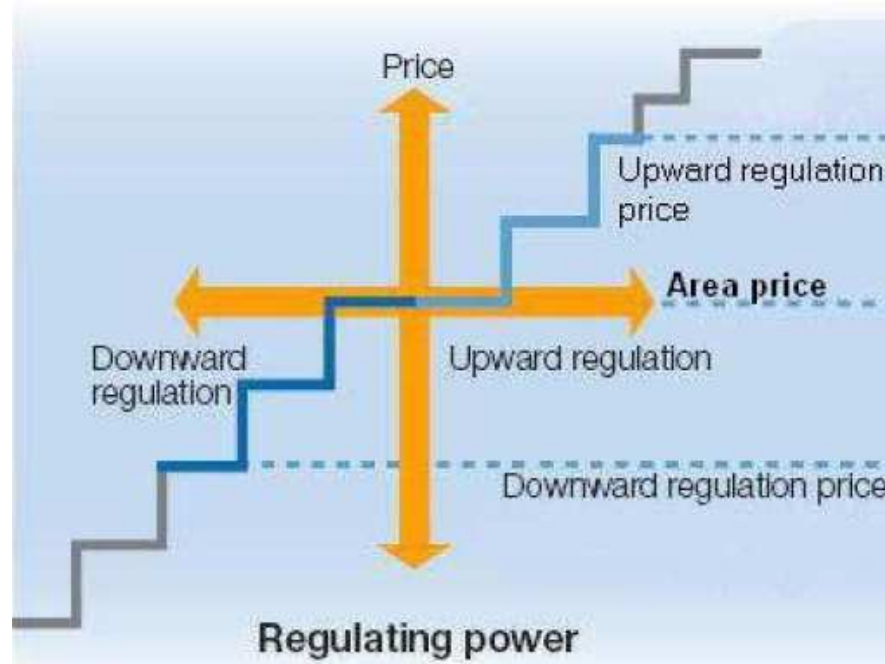 Price
Upward regulation
price
Area price
Downward
regulation
Upward regulation
Downward regulation price
Regulating power